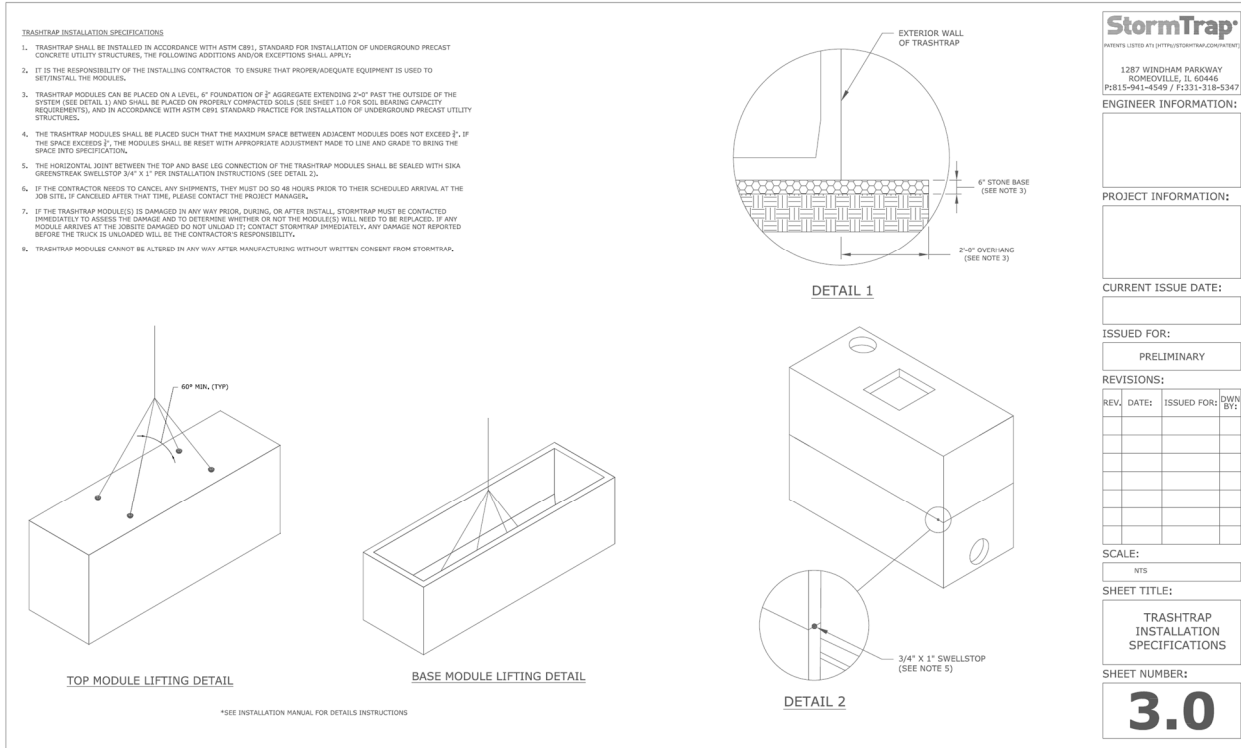 TRASHTRAP INSTALLATION SPECIFICATIONS
1. TRASHTRAP SHALL BE INSTALLED IN ACCORDANCE WITH ASTM C891, STANDARD FOR INSTALLATION OF UNDERGROUND PRECAST
CONCRETE UTILITY STRUCTURES, THE FOLLOWING ADDITIONS AND/OR EXCEPTIONS SHALL APPLY:
2. IT IS THE RESPONSIBILITY OF THE INSTALLING CONTRACTOR TO ENSURE THAT PROPER/ADEQUATE EQUIPMENT IS USED TO
SET/INSTALL THE MODULES.
3. TRASHTRAP MODULES CAN BE PLACED ON A LEVEL, 6" FOUNDATION OF AGGREGATE EXTENDING 2'-0" PAST THE OUTSIDE OF THE
SYSTEM (SEE DETAIL 1) AND SHALL BE PLACED ON PROPERLY COMPACTED SOILS (SEE SHEET 1.0 FOR SOIL BEARING CAPACITY
REQUIREMENTS), AND IN ACCORDANCE WITH ASTM C891 STANDARD PRACTICE FOR INSTALLATION OF UNDERGROUND PRECAST UTILITY
STRUCTURES.
4. THE TRASHTRAP MODULES SHALL BE PLACED SUCH THAT THE MAXIMUM SPACE BETWEEN ADJACENT MODULES DOES NOT EXCEED IF
THE SPACE EXCEEDS THE MODULES SHALL BE RESET WITH APPROPRIATE ADJUSTMENT MADE TO LINE AND GRADE TO BRING THE
SPACE INTO SPECIFICATION.
5. THE HORIZONTAL JOINT BETWEEN THE TOP AND BASE LEG CONNECTION OF THE TRASHTRAP MODULES SHALL BE SEALED WITH SIKA
GREENSTREAK SWELLSTOP 3/4" X 1" PER INSTALLATION INSTRUCTIONS (SEE DETAIL 2).
6. IF THE CONTRACTOR NEEDS TO CANCEL ANY SHIPMENTS, THEY MUST DO SO 48 HOURS PRIOR TO THEIR SCHEDULED ARRIVAL AT THE
JOB SITE. IF CANCELED AFTER THAT TIME, PLEASE CONTACT THE PROJECT MANAGER.
7. IF THE TRASHTRAP MODULE(S) IS DAMAGED IN ANY WAY PRIOR, DURING, OR AFTER INSTALL, STORMTRAP MUST BE CONTACTED
IMMEDIATELY TO ASSESS THE DAMAGE AND TO DETERMINE WHETHER OR NOT THE MODULE(S) WILL NEED TO BE REPLACED. IF ANY
MODULE ARRIVES AT THE JOBSITE DAMAGED DO NOT UNLOAD IT; CONTACT STORMTRAP IMMEDIATELY. ANY DAMAGE NOT REPORTED
BEFORE THE TRUCK IS UNLOADED WILL BE THE CONTRACTOR'S RESPONSIBILITY.
8. TRASHTRAP MODULES CANNOT BE ALTERED IN ANY WAY AFTER MANUFACTURING WITHOUT WRITTEN CONSENT FROM STORMTRAP.
EXTERIOR WALL
OF TRASHTRAP
6" STONE BASE
(SEE NOTE 3)
2'-0" OVERHANG
(SEE NOTE 3)
DETAIL 1
60° MIN. (TYP)
TOP MODULE LIFTING DETAIL
BASE MODULE LIFTING DETAIL
3/4" X 1" SWELLSTOP
(SEE NOTE 5)
DETAIL 2
*SEE INSTALLATION MANUAL FOR DETAILS INSTRUCTIONS
StormTrap
PATENTS LISTED AT: [HTTP://STORMTRAP.COM/PATENT]
1287 WINDHAM PARKWAY
ROMEOVILLE, IL 60446
P:815-941-4549 / F:331-318-5347
ENGINEER INFORMATION:
PROJECT INFORMATION:
CURRENT ISSUE DATE:
ISSUED FOR:
PRELIMINARY
REVISIONS:
REV. DATE: ISSUED FOR: DWN BY:
SCALE:
NTS
SHEET TITLE:
TRASHTRAP
INSTALLATION
SPECIFICATIONS
SHEET NUMBER:
3.0